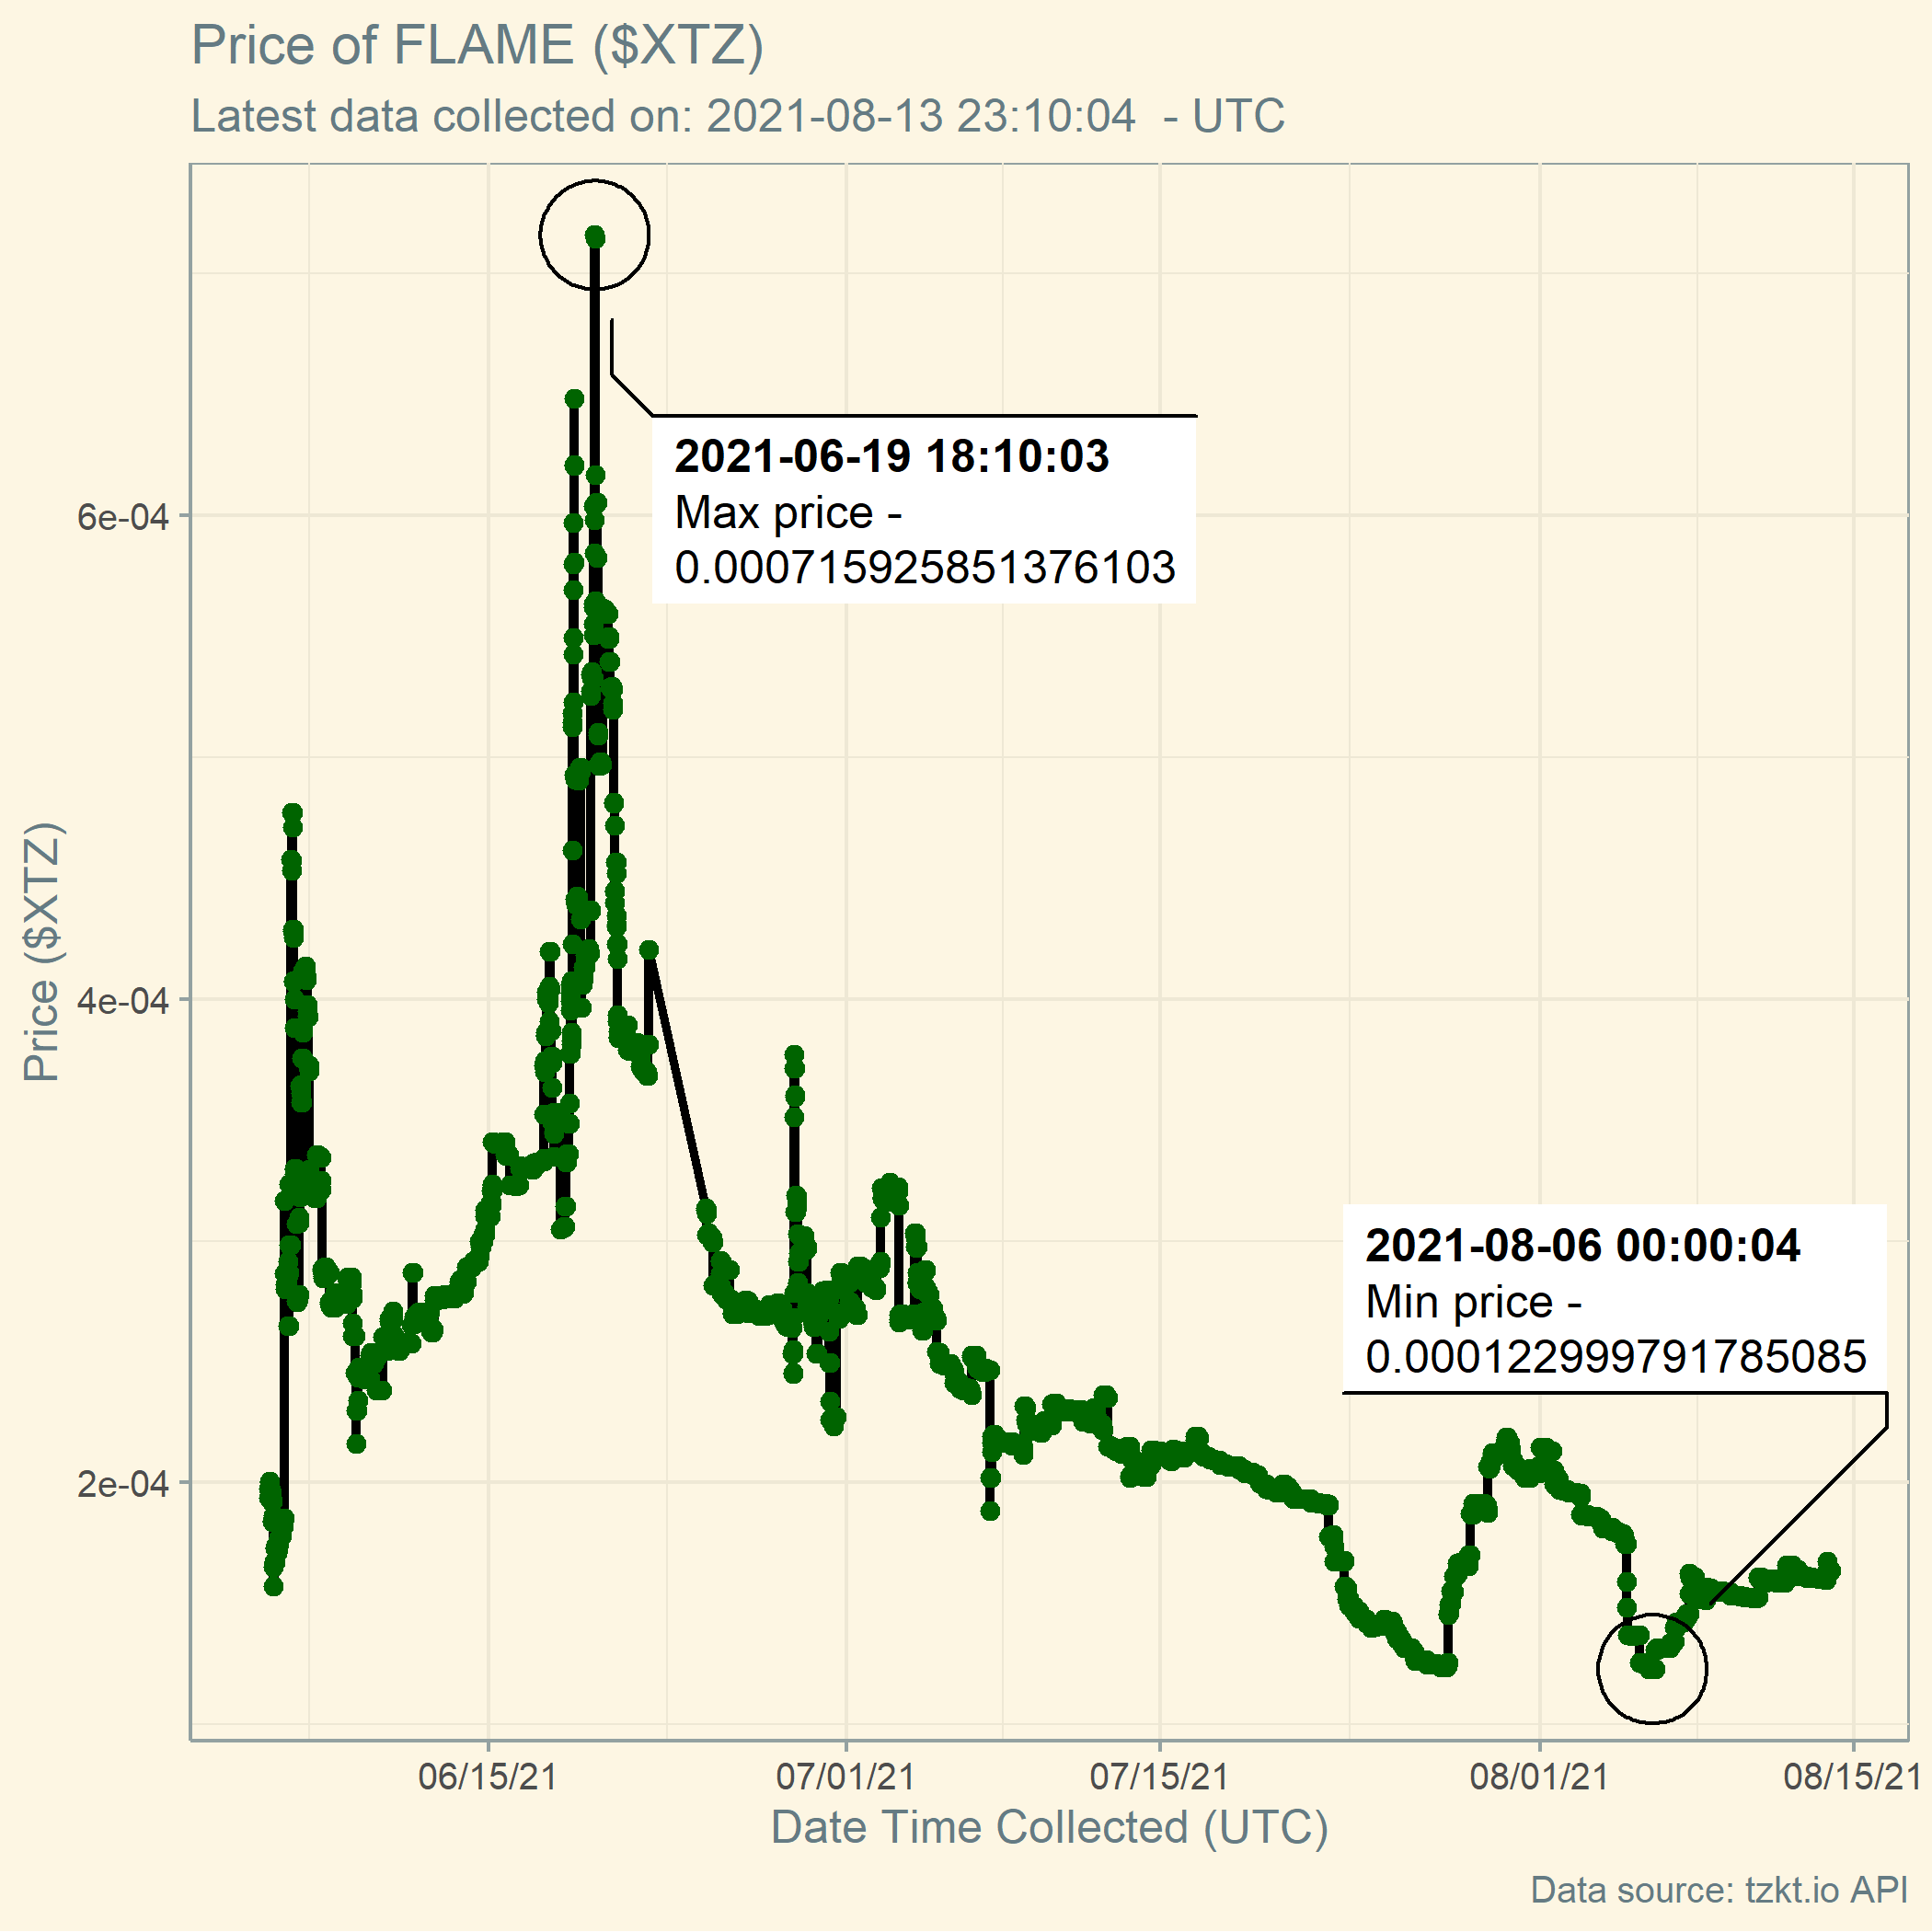 Price of FLAME ($XTZ)
Latest data collected on: 2021-08-13 23:10:04  - UTC
2021-06-19 18:10:03
Max price -
0.000715925851376103
6e-04
4e-04
2e-04
Price ($XTZ)
2021-08-06 00:00:04
Min price -
0.000122999791785085
06/15/21
07/01/21
07/15/21
08/01/21
08/15/21
Date Time Collected (UTC)
Data source: tzkt.io API